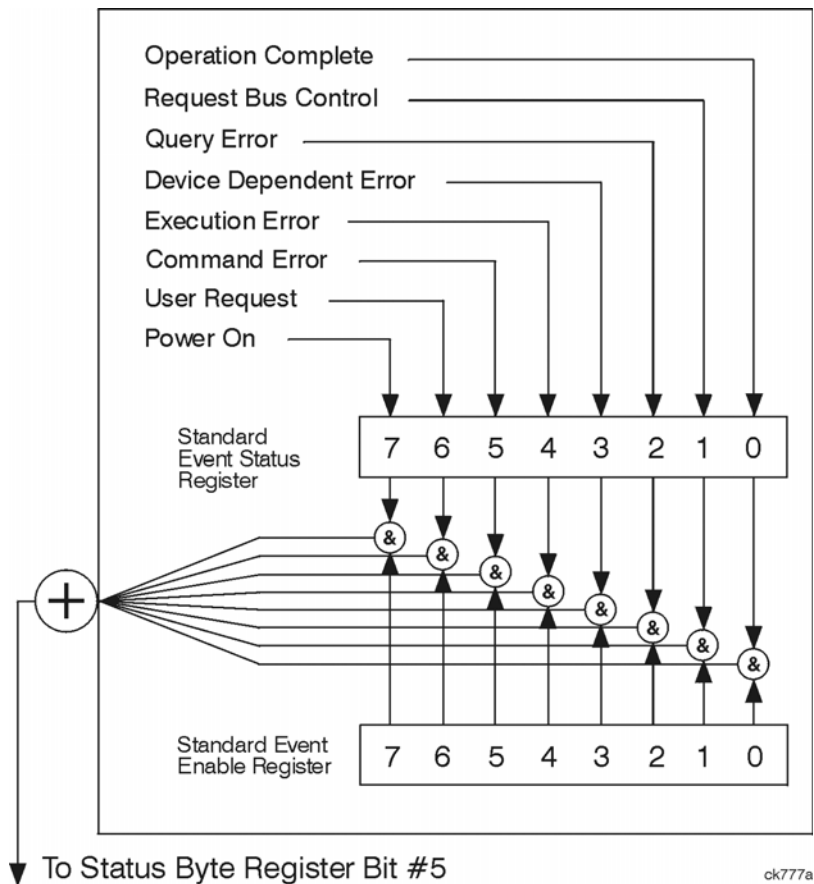 Operation Complete
Request Bus Control
Query Error
Device Dependent Error
Execution Error
Command Error
User Request
Power On
Standard
Event Status
Register
7 6 5 4 3 2 1 0
& & & & & & & &
+
Standard Event
Enable Register
7 6 5 4 3 2 1 0
To Status Byte Register Bit #5
ck777a